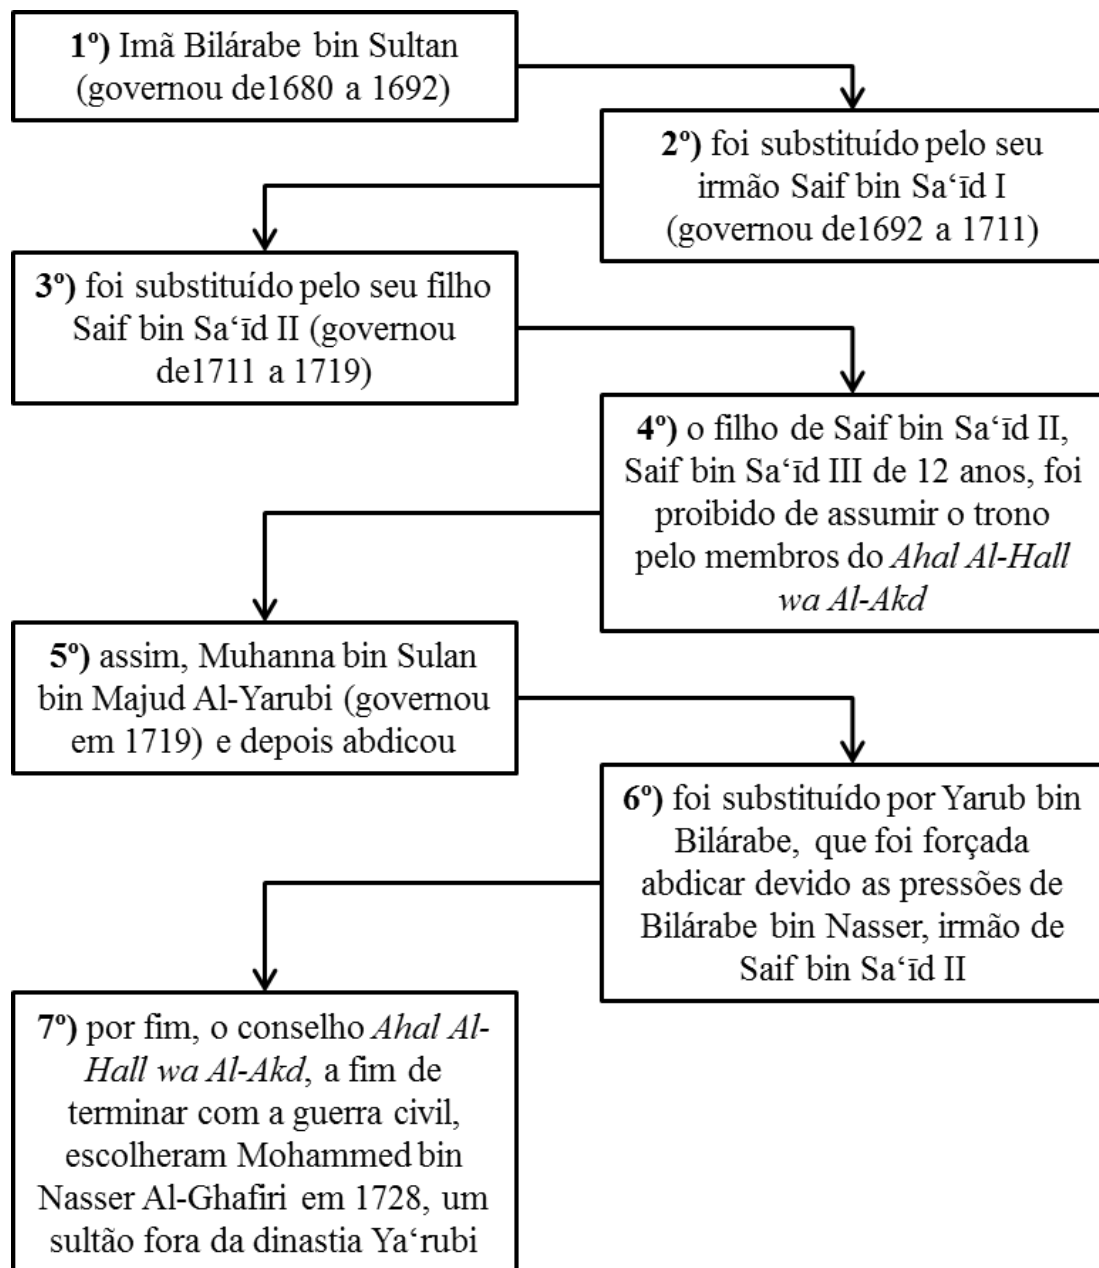 1º) Imã Bilárabe bin Sultan
(governou de1680 a 1692)
2º) foi substituído pelo seu
irmão Saif bin Sa‘īd I
(governou de1692 a 1711)
3º) foi substituído pelo seu filho
Saif bin Sa‘īd II (governou
de1711 a 1719)
4º) o filho de Saif bin Sa‘īd II,
Saif bin Sa‘īd III de 12 anos, foi
proibido de assumir o trono
pelo membros do Ahal Al-Hall
wa Al-Akd
5º) assim, Muhanna bin Sulan
bin Majud Al-Yarubi (governou
em 1719) e depois abdicou
6º) foi substituído por Yarub bin
Bilárabe, que foi forçada
abdicar devido as pressões de
Bilárabe bin Nasser, irmão de
Saif bin Sa‘īd II
7º) por fim, o conselho Ahal Al-
Hall wa Al-Akd, a fim de
terminar com a guerra civil,
escolheram Mohammed bin
Nasser Al-Ghafiri em 1728, um
sultão fora da dinastia Ya‘rubi